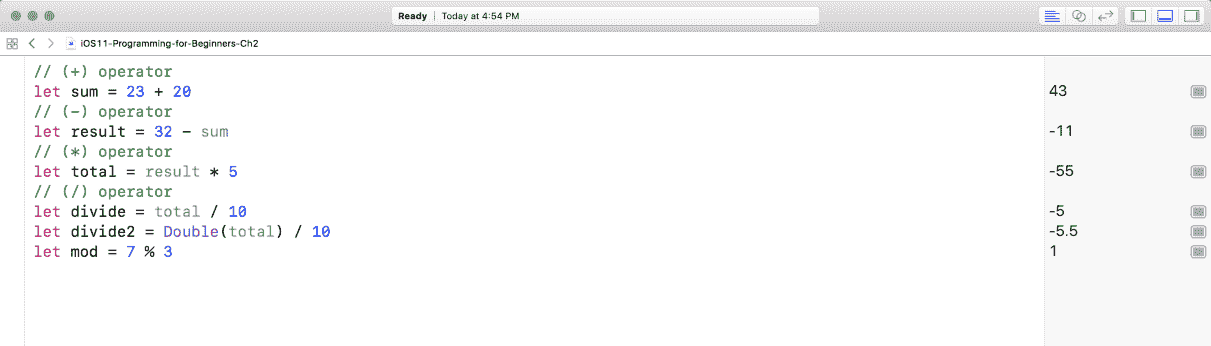 Ready | Today at 4:54 PM
iOS11-Programming-for-Beginners-Ch2
// (+) operator
let sum = 23 + 20 43
// (-) operator
let result = 32 - sum -11
// (*) operator
let total = result * 5 -55
// (/) operator
let divide = total / 10 -5
let divide2 = Double(total) / 10 -5.5
let mod = 7 % 3 1